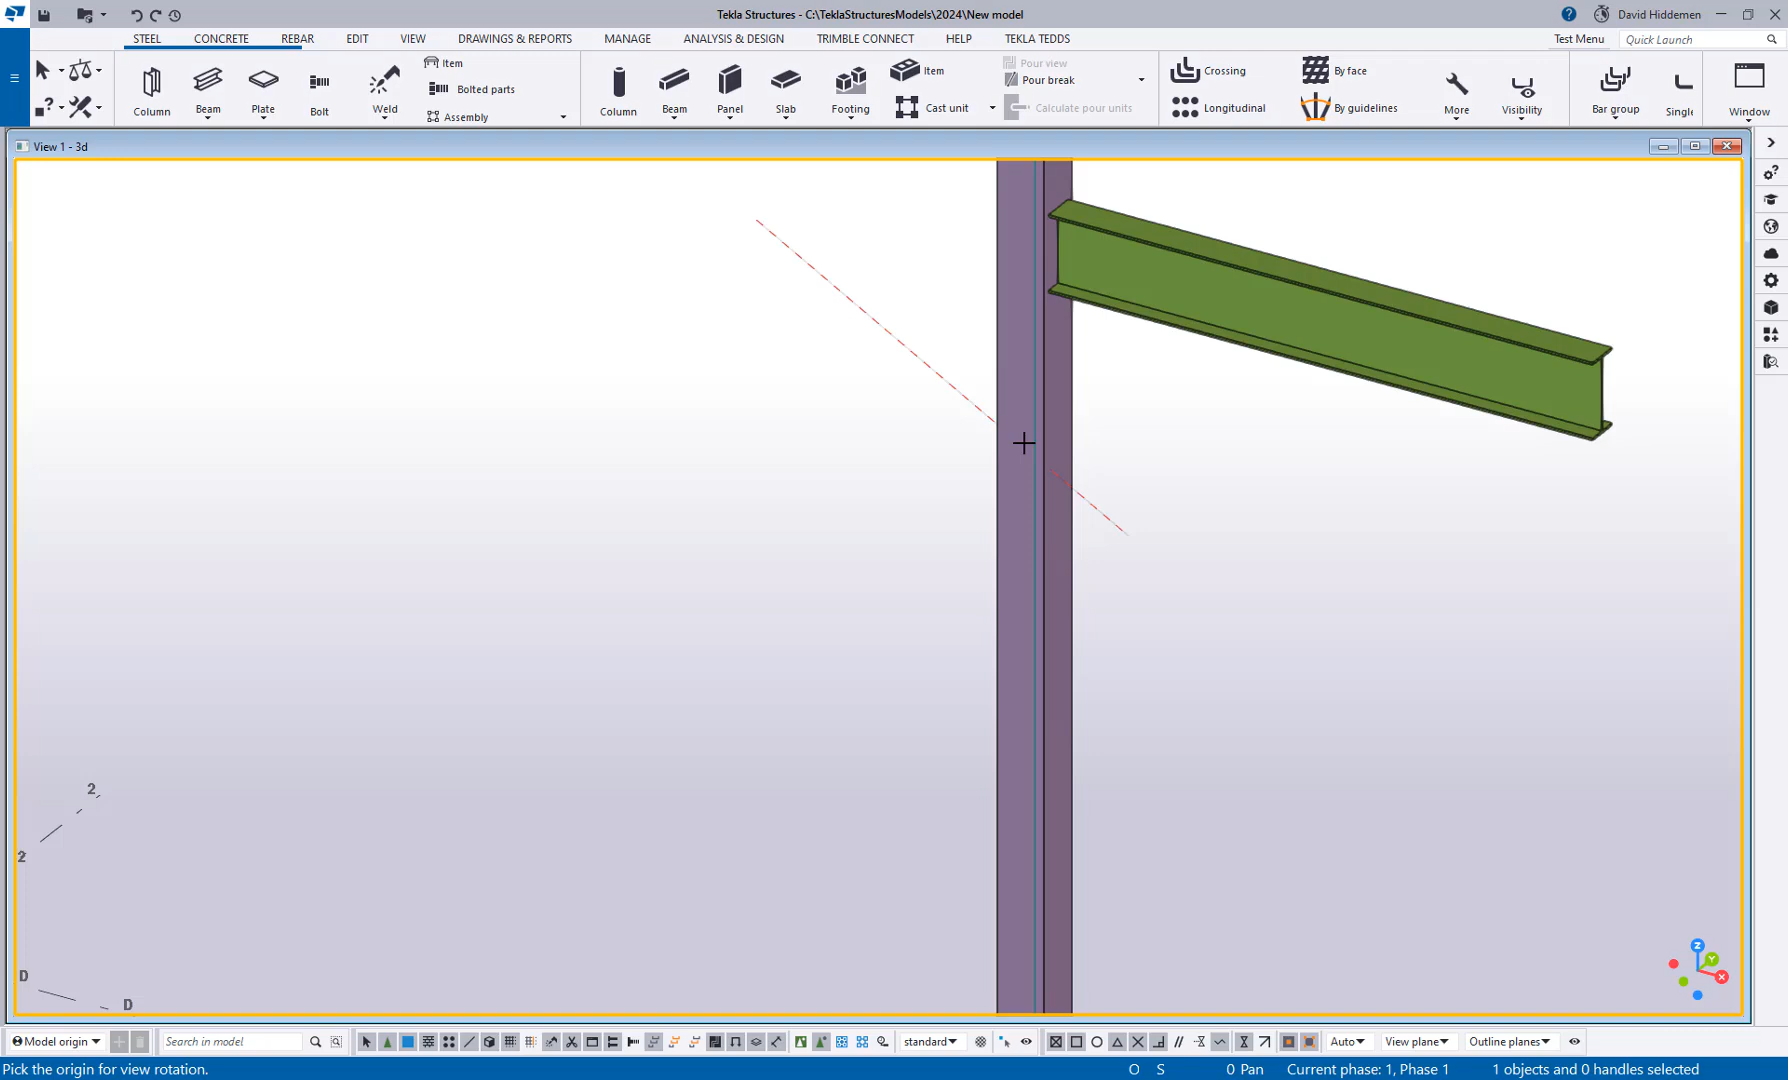 Tekla Structures - C:\TeklaStructuresModels\2024\New model
David Hiddemen
STEEL CONCRETE REBAR EDIT VIEW DRAWINGS & REPORTS MANAGE ANALYSIS & DESIGN TRIMBLE CONNECT HELP TEKLA TEDDS Test Menu Quick Launch
Item Pour view
Item Crossing By face
Bolted parts Pour break
Column Beam Plate Bolt Weld Column Beam Panel Slab Footing Cast unit Calculate pour units Longitudinal By guidelines More Visibility Bar group Single Window
Assembly
View 1 - 3d
2
2
D
D
Z
Y
X
Model origin Search in model standard Auto View plane Outline planes
Pick the origin for view rotation. O S 0 Pan Current phase: 1, Phase 1 1 objects and 0 handles selected